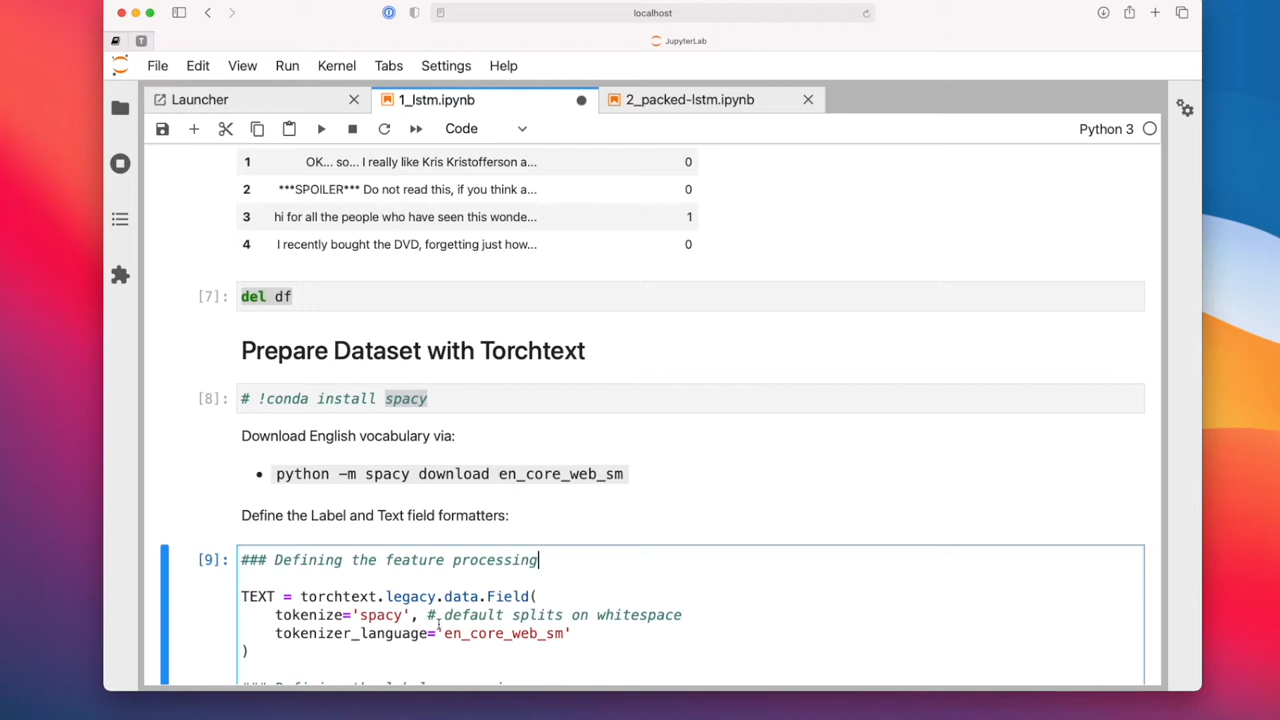 localhost
T
JupyterLab
File Edit View Run Kernel Tabs Settings Help
Launcher 1_lstm.ipynb 2_packed-lstm.ipynb
Code Python 3
1 OK... so... I really like Kris Kristofferson a... 0
2 ***SPOILER*** Do not read this, if you think a... 0
3 hi for all the people who have seen this wonde... 1
4 I recently bought the DVD, forgetting just how... 0
[7]: del df
Prepare Dataset with Torchtext
[8]: # !conda install spacy
Download English vocabulary via:
• python -m spacy download en_core_web_sm
Define the Label and Text field formatters:
[9]: ### Defining the feature processing
TEXT = torchtext.legacy.data.Field(
tokenize='spacy', # default splits on whitespace
tokenizer_language='en_core_web_sm'
)